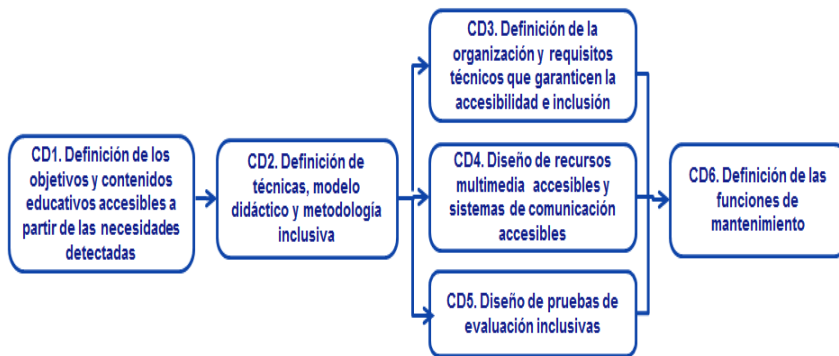 CD1. Definición de los
objetivos y contenidos
educativos accesibles a
partir de las necesidades
detectadas
CD2. Definición de
técnicas, modelo
didáctico y metodología
inclusiva
CD3. Definición de la
organización y requisitos
técnicos que garanticen la
accesibilidad e inclusión
CD4. Diseño de recursos
multimedia accesibles y
sistemas de comunicación
accesibles
CD5. Diseño de pruebas de
evaluación inclusivas
CD6. Definición de las
funciones de
mantenimiento